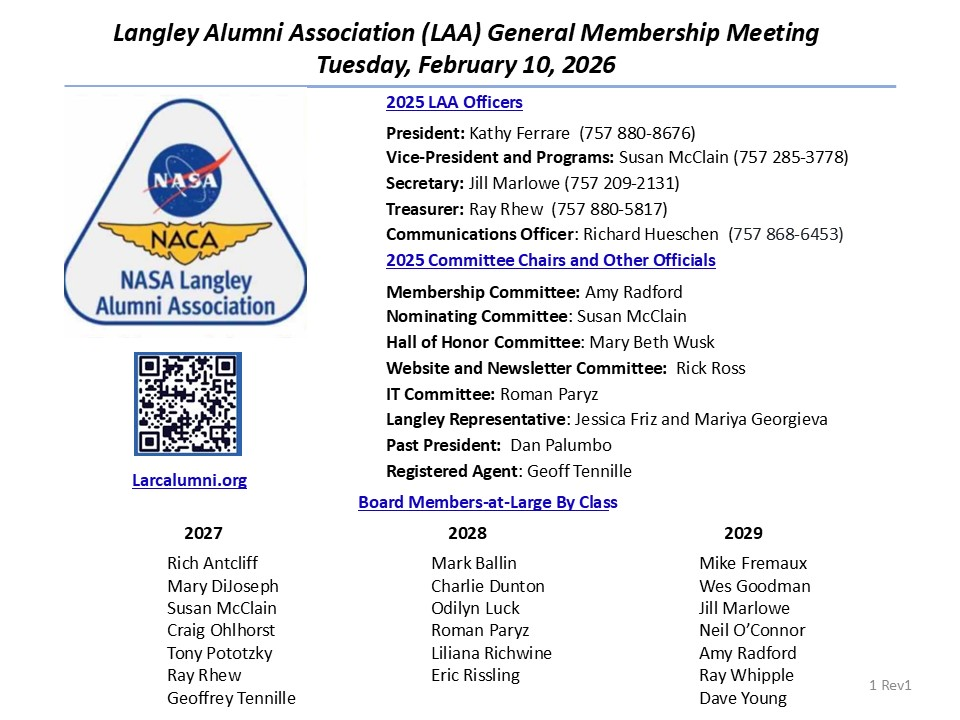 Langley Alumni Association (LAA) General Membership Meeting
Tuesday, February 10, 2026
NASA
NACA
NASA Langley
Alumni Association
Larcalumni.org
2025 LAA Officers
President: Kathy Ferrare (757 880-8676)
Vice-President and Programs: Susan McClain (757 285-3778)
Secretary: Jill Marlowe (757 209-2131)
Treasurer: Ray Rhew (757 880-5817)
Communications Officer: Richard Hueschen (757 868-6453)
2025 Committee Chairs and Other Officials
Membership Committee: Amy Radford
Nominating Committee: Susan McClain
Hall of Honor Committee: Mary Beth Wusk
Website and Newsletter Committee: Rick Ross
IT Committee: Roman Paryz
Langley Representative: Jessica Friz and Mariya Georgieva
Past President: Dan Palumbo
Registered Agent: Geoff Tennille
Board Members-at-Large By Class
2027
Rich Antcliff
Mary DiJoseph
Susan McClain
Craig Ohlhorst
Tony Pototzky
Ray Rhew
Geoffrey Tennille
2028
Mark Ballin
Charlie Dunton
Odilyn Luck
Roman Paryz
Liliana Richwine
Eric Rissling
2029
Mike Fremaux
Wes Goodman
Jill Marlowe
Neil O’Connor
Amy Radford
Ray Whipple
Dave Young
1 Rev1